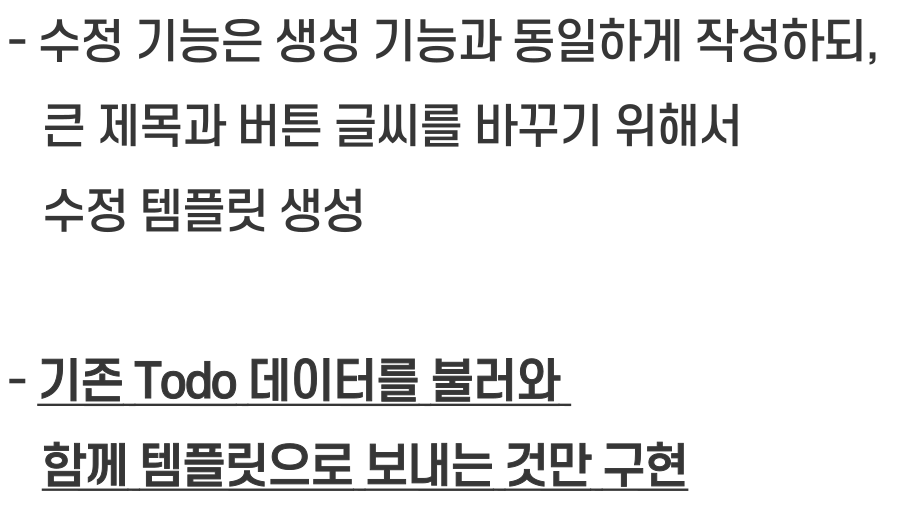 - 수정 기능은 생성 기능과 동일하게 작성하되,
큰 제목과 버튼 글씨를 바꾸기 위해서
수정 템플릿 생성
- 기존 Todo 데이터를 불러와
함께 템플릿으로 보내는 것만 구현